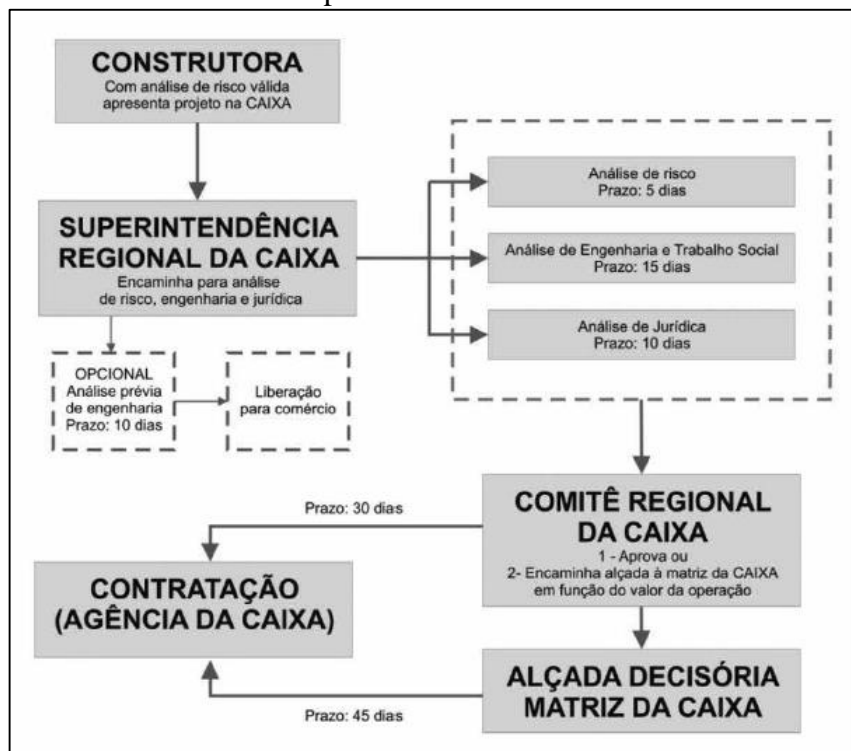 CONSTRUTORA
Com análise de risco válida
apresenta projeto na CAIXA
SUPERINTENDÊNCIA
REGIONAL DA CAIXA
Encaminha para análise
de risco, engenharia e jurídica
OPCIONAL
Análise prévia
de engenharia
Prazo: 10 dias
Liberação
para comércio
Análise de risco
Prazo: 5 dias
Análise de Engenharia e Trabalho Social
Prazo: 15 dias
Análise de Jurídica
Prazo: 10 dias
COMITÊ REGIONAL
DA CAIXA
1 - Aprova ou
2- Encaminha alçada à matriz da CAIXA
em função do valor da operação
Prazo: 30 dias
CONTRATAÇÃO
(AGÊNCIA DA CAIXA)
ALÇADA DECISÓRIA
MATRIZ DA CAIXA
Prazo: 45 dias